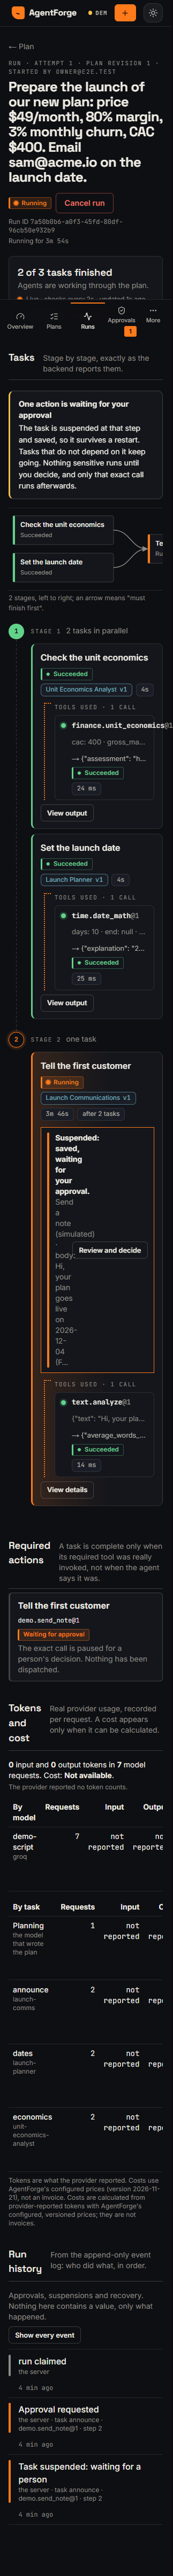 AgentForge
DEM
+
← Plan
RUN · ATTEMPT 1 · PLAN REVISION 1 ·
STARTED BY OWNER@E2E.TEST
Prepare the launch of
our new plan: price
$49/month, 80% margin,
3% monthly churn, CAC
$400. Email
sam@acme.io on the
launch date.
Running
Cancel run
Run ID 7a50b0b6-a0f3-45fd-80df-
96cb50e932b9
Running for 3m 54s
2 of 3 tasks finished
Agents are working through the plan.
Overview
Plans
Runs
Approvals
1
More
Tasks
Stage by stage, exactly as the
backend reports them.
One action is waiting for your
approval
The task is suspended at that step
and saved, so it survives a restart.
Tasks that do not depend on it keep
going. Nothing sensitive runs until
you decide, and only that exact call
runs afterwards.
Check the unit economics
Succeeded
Set the launch date
Succeeded
Te
Ru
2 stages, left to right; an arrow means "must
finish first".
1
STAGE 1 2 tasks in parallel
Check the unit economics
Succeeded
Unit Economics Analyst v1
4s
TOOLS USED · 1 CALL
finance.unit_economics@1
cac: 400 · gross_ma…
→ {"assessment": "h…
Succeeded
24 ms
View output
Set the launch date
Succeeded
Launch Planner v1
4s
TOOLS USED · 1 CALL
time.date_math@1
days: 10 · end: null · …
→ {"explanation": "2…
Succeeded
25 ms
View output
2
STAGE 2 one task
Tell the first customer
Running
Launch Communications v1
3m 46s
after 2 tasks
Suspended:
saved,
waiting
for
your
approval.
Send
a
note
(simulated)
·
body:
Hi,
your
plan
goes
live
on
2026-
12-
04
(F…
Review and decide
TOOLS USED · 1 CALL
text.analyze@1
{"text": "Hi, your pla…
→ {"average_words_…
Succeeded
14 ms
View details
Required
actions
A task is complete only when
its required tool was really
invoked, not when the agent
says it was.
Tell the first customer
demo.send_note@1
Waiting for approval
The exact call is paused for a
person's decision. Nothing has been
dispatched.
Tokens
and
cost
Real provider usage, recorded
per request. A cost appears
only when it can be calculated.
0 input and 0 output tokens in 7 model
requests. Cost: Not available.
The provider reported no token counts.
By
model
Requests
Input
Outpu
demo-
script
groq
7
not
reported
not
repo
By task
Requests
Input
O
Planning
the model
that wrote
the plan
1
not
reported
repo
announce
launch-
comms
2
not
reported
repo
dates
launch-
planner
2
not
reported
repo
economics
unit-
economics-
analyst
2
not
reported
repo
Tokens are what the provider reported. Costs use
AgentForge's configured prices (version 2026-11-
21), not an invoice. Costs are calculated from
provider-reported tokens with AgentForge's
configured, versioned prices; they are not
invoices.
Run
history
From the append-only event
log: who did what, in order.
Approvals, suspensions and recovery.
Nothing here contains a value, only what
happened.
Show every event
run claimed
the server
4 min ago
Approval requested
the server · task announce ·
demo.send_note@1 · step 2
4 min ago
Task suspended: waiting for a
person
the server · task announce ·
demo.send_note@1 · step 2
4 min ago